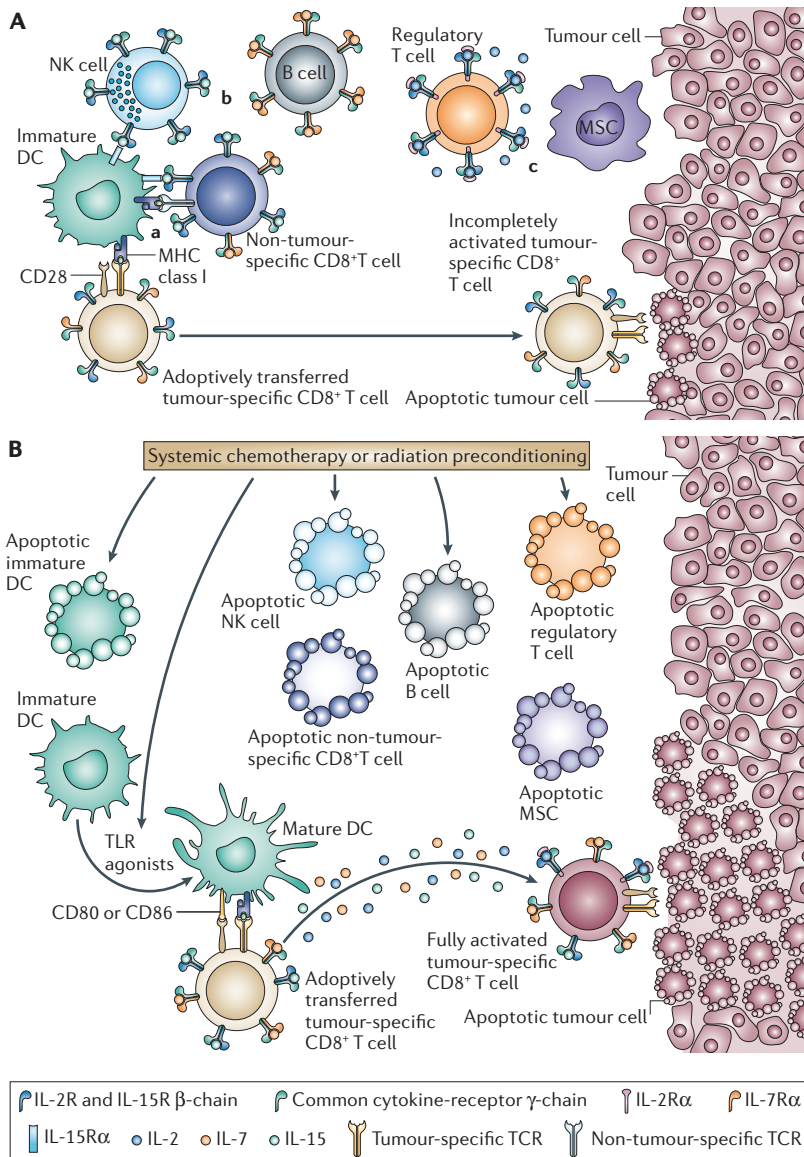 A
NK cell
b
B cell
Regulatory
T cell
Tumour cell
MSC
c
Immature
DC
a
Non-tumour-
specific CD8⁺T cell
MHC
class I
CD28
Incompletely
activated tumour-
specific CD8⁺
T cell
Adoptively transferred
tumour-specific CD8⁺ T cell
Apoptotic tumour cell
B
Systemic chemotherapy or radiation preconditioning
Tumour
cell
Apoptotic
immature
DC
Apoptotic
NK cell
Apoptotic
B cell
Apoptotic
regulatory
T cell
Immature
DC
Apoptotic non-tumour-
specific CD8⁺T cell
Apoptotic
MSC
TLR
agonists
Mature DC
CD80 or CD86
Adoptively
transferred
tumour-specific
CD8⁺ T cell
Fully activated
tumour-specific
CD8⁺ T cell
Apoptotic tumour cell
IL-2R and IL-15R β-chain
Common cytokine-receptor γ-chain
IL-2Rα
IL-7Rα
IL-15Rα
IL-2
IL-7
IL-15
Tumour-specific TCR
Non-tumour-specific TCR